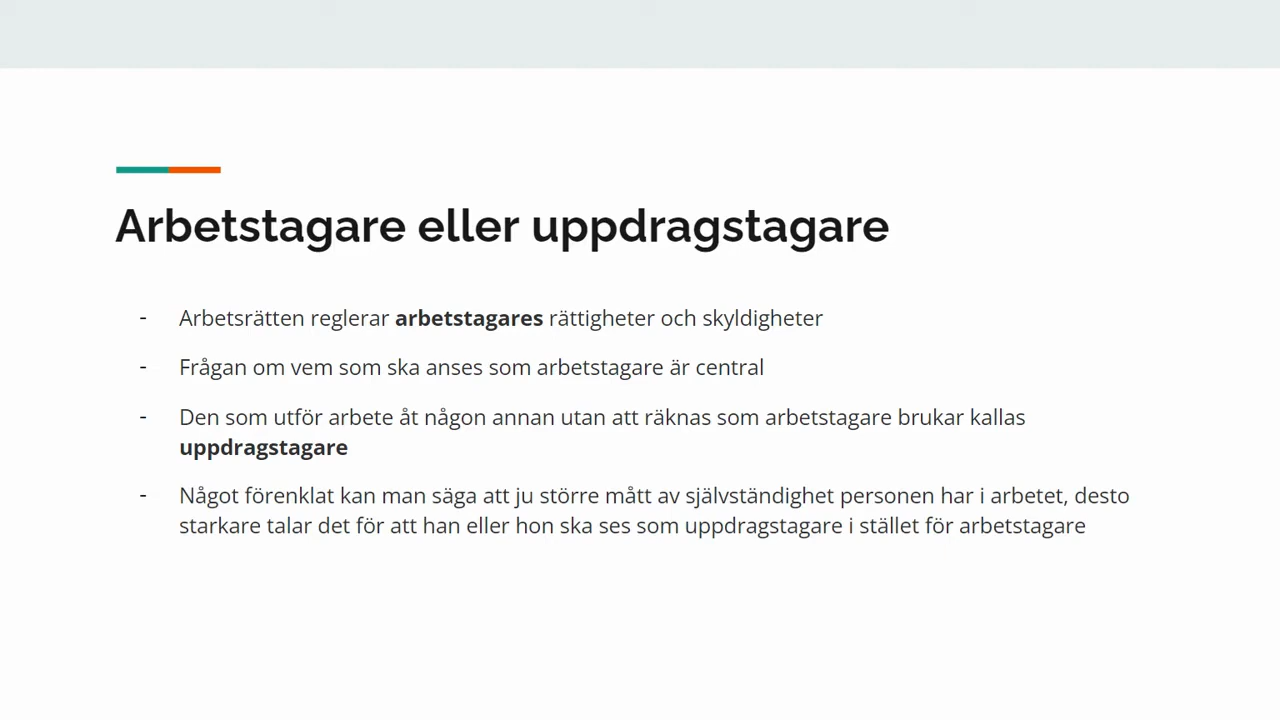 Arbetstagare eller uppdragstagare
- Arbetsrätten reglerar arbetstagares rättigheter och skyldigheter
- Frågan om vem som ska anses som arbetstagare är central
- Den som utför arbete åt någon annan utan att räknas som arbetstagare brukar kallas
uppdragstagare
- Något förenklat kan man säga att ju större mått av självständighet personen har i arbetet, desto
starkare talar det för att han eller hon ska ses som uppdragstagare i stället för arbetstagare